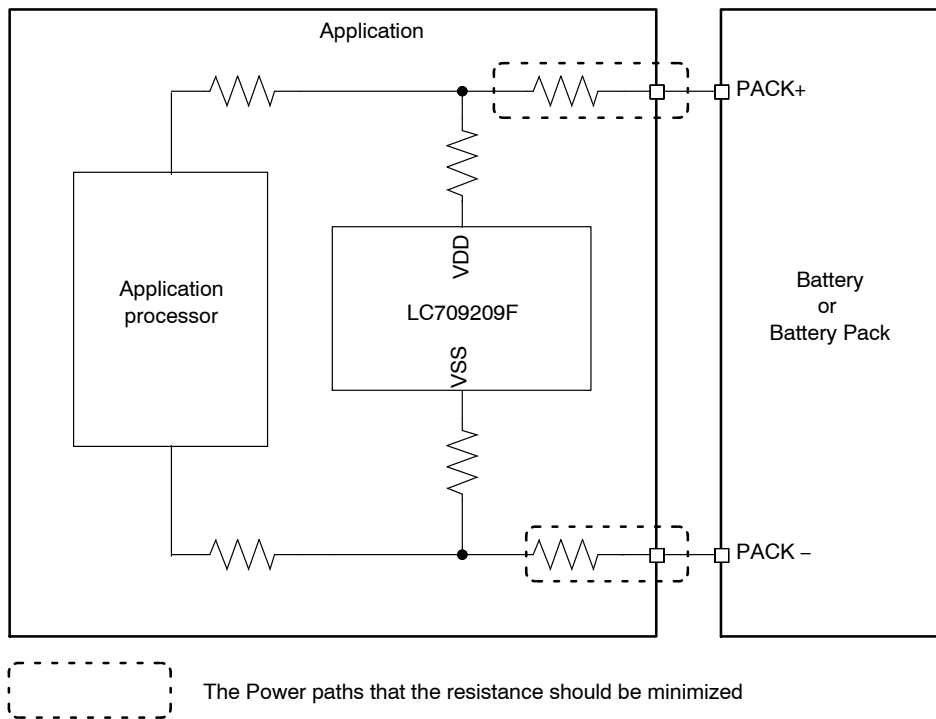 Application
PACK+
VDD
Application
processor
LC709209F
Battery
or
Battery Pack
VSS
PACK –
The Power paths that the resistance should be minimized